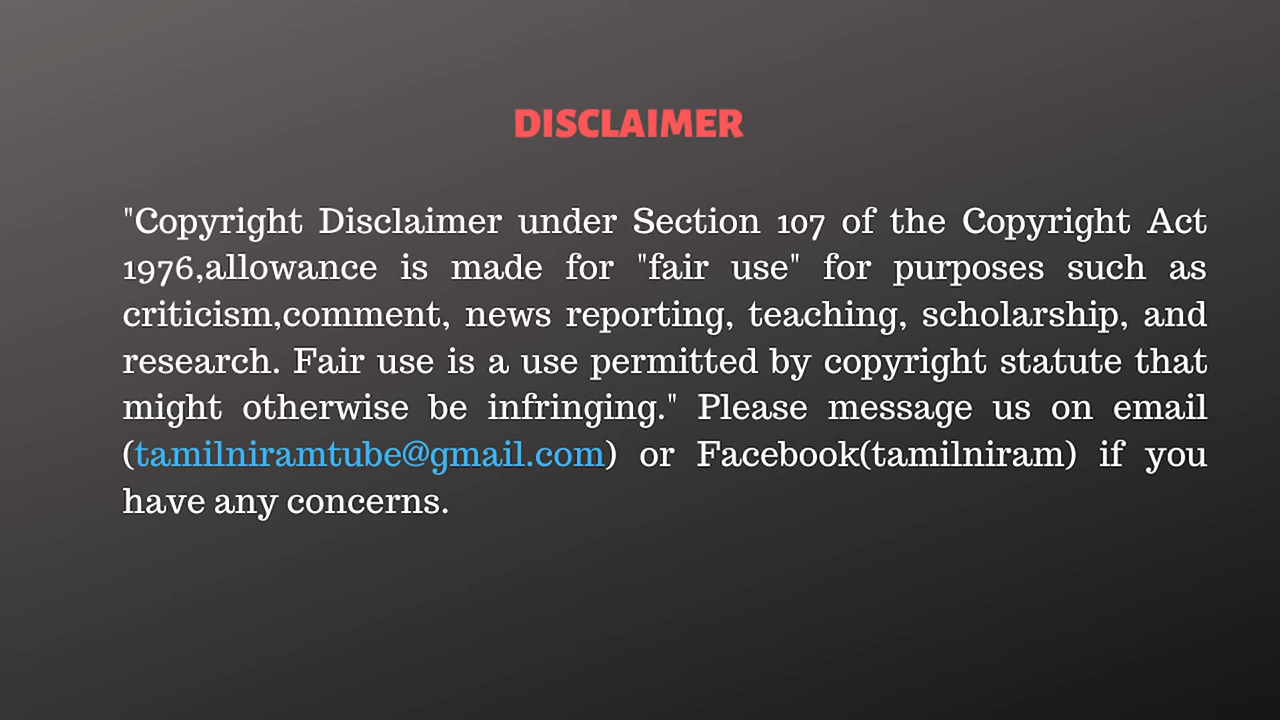 DISCLAIMER
"Copyright Disclaimer under Section 107 of the Copyright Act
1976,allowance is made for "fair use" for purposes such as
criticism,comment, news reporting, teaching, scholarship, and
research. Fair use is a use permitted by copyright statute that
might otherwise be infringing." Please message us on email
(tamilniramtube@gmail.com) or Facebook(tamilniram) if you
have any concerns.